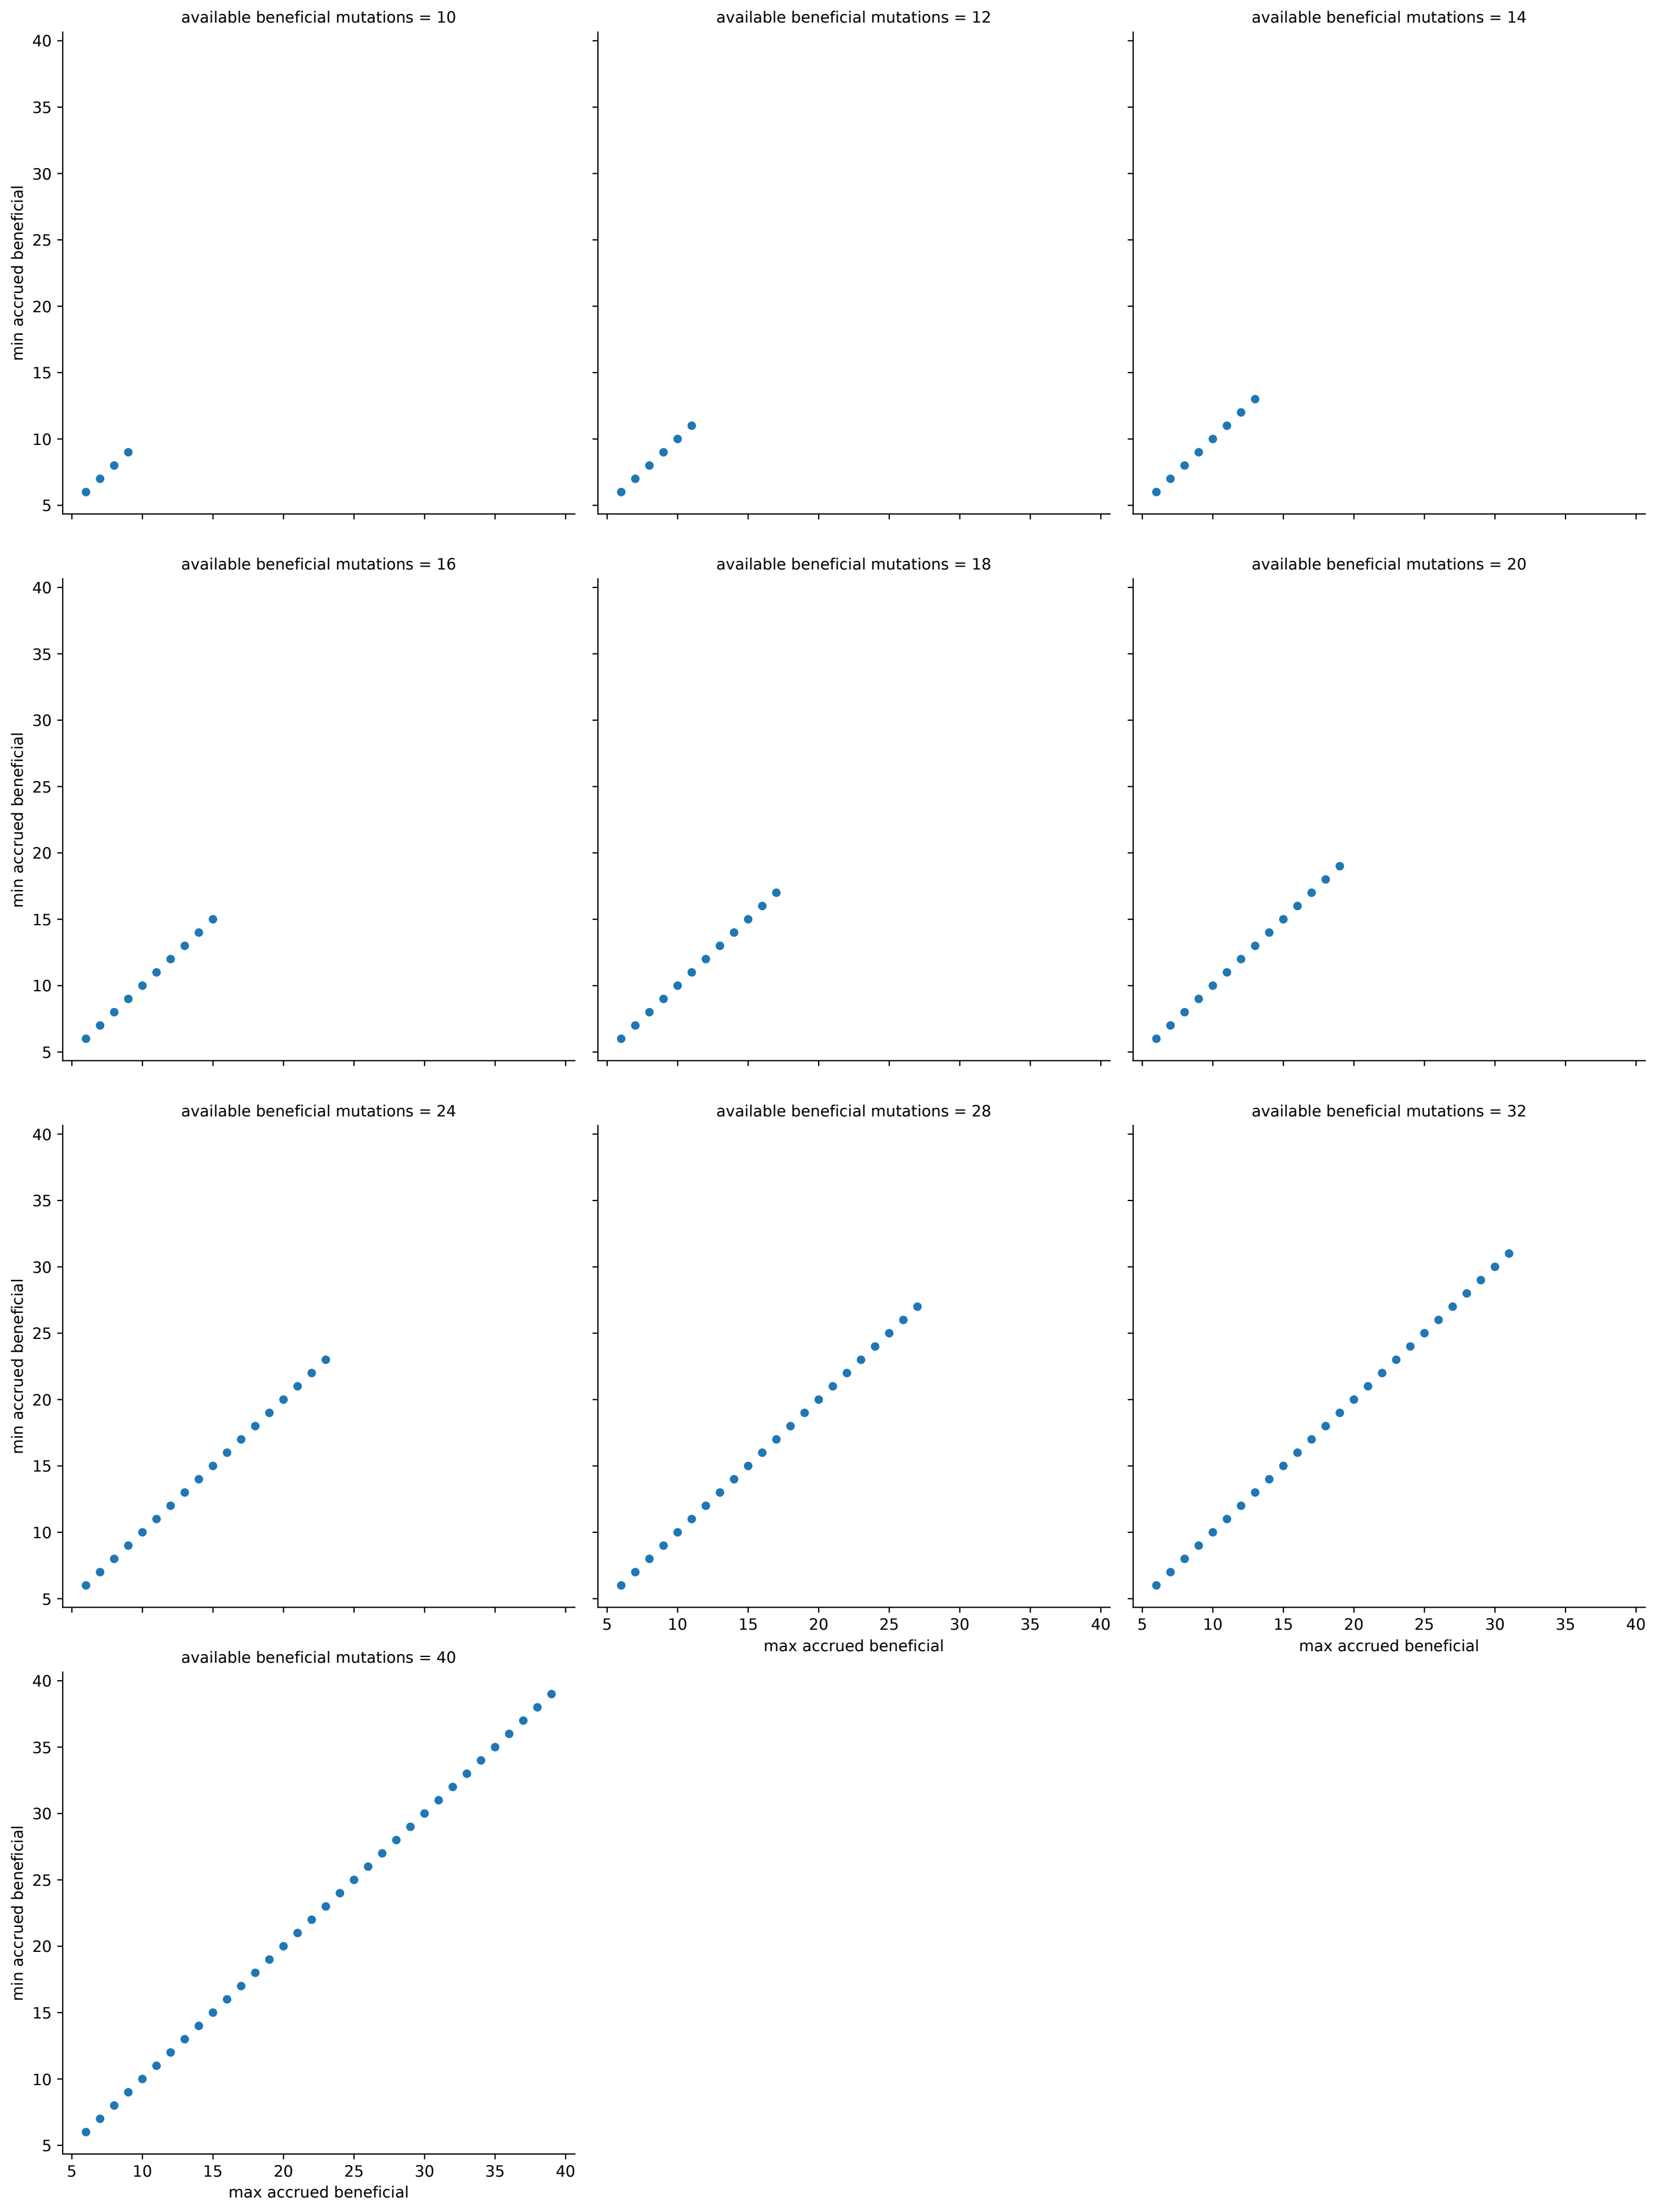 available beneficial mutations = 10
available beneficial mutations = 12
available beneficial mutations = 14
40
35
30
25
20
15
10
5
min accrued beneficial
available beneficial mutations = 16
available beneficial mutations = 18
available beneficial mutations = 20
40
35
30
25
20
15
10
5
min accrued beneficial
available beneficial mutations = 24
available beneficial mutations = 28
available beneficial mutations = 32
40
35
30
25
20
15
10
5
min accrued beneficial
5 10 15 20 25 30 35 40
max accrued beneficial
5 10 15 20 25 30 35 40
max accrued beneficial
available beneficial mutations = 40
40
35
30
25
20
15
10
5
min accrued beneficial
5 10 15 20 25 30 35 40
max accrued beneficial